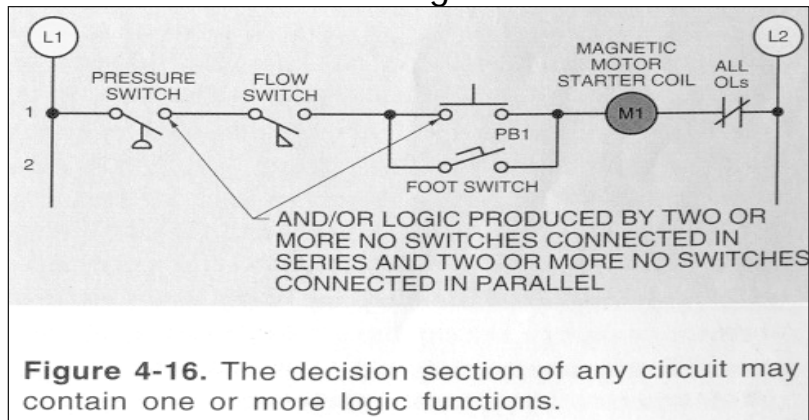 L1
L2
PRESSURE
SWITCH
FLOW
SWITCH
MAGNETIC
MOTOR
STARTER COIL
ALL
OLs
1
M1
PB1
2
FOOT SWITCH
AND/OR LOGIC PRODUCED BY TWO OR
MORE NO SWITCHES CONNECTED IN
SERIES AND TWO OR MORE NO SWITCHES
CONNECTED IN PARALLEL
Figure 4-16. The decision section of any circuit may
contain one or more logic functions.